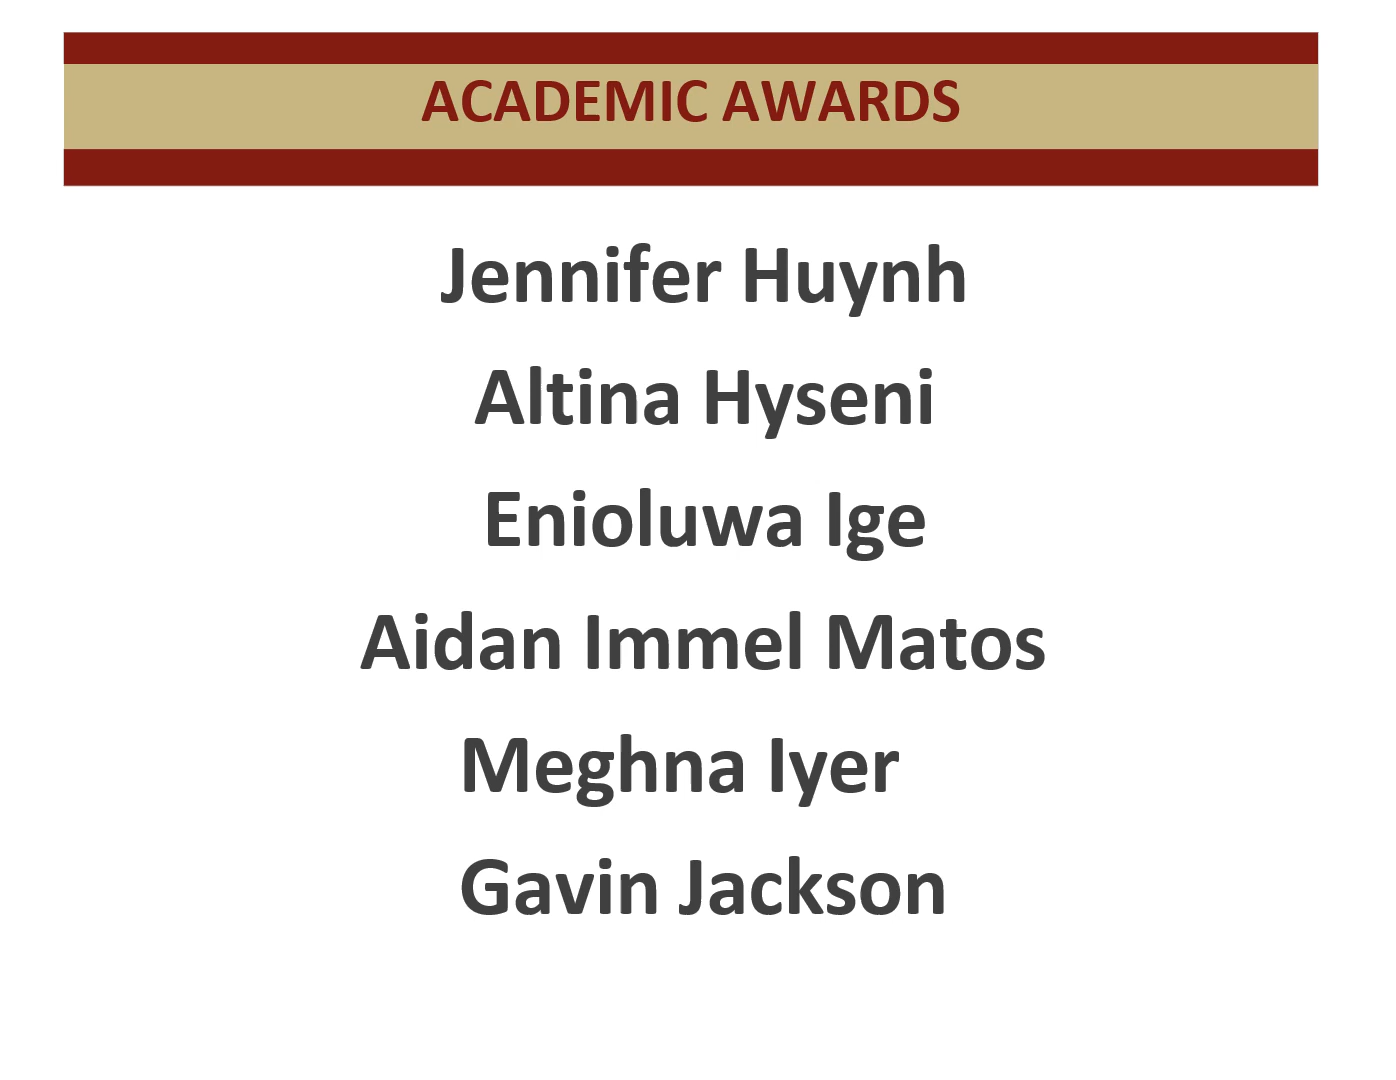 ACADEMIC AWARDS
Jennifer Huynh
Altina Hyseni
Enioluwa Ige
Aidan Immel Matos
Meghna Iyer
Gavin Jackson